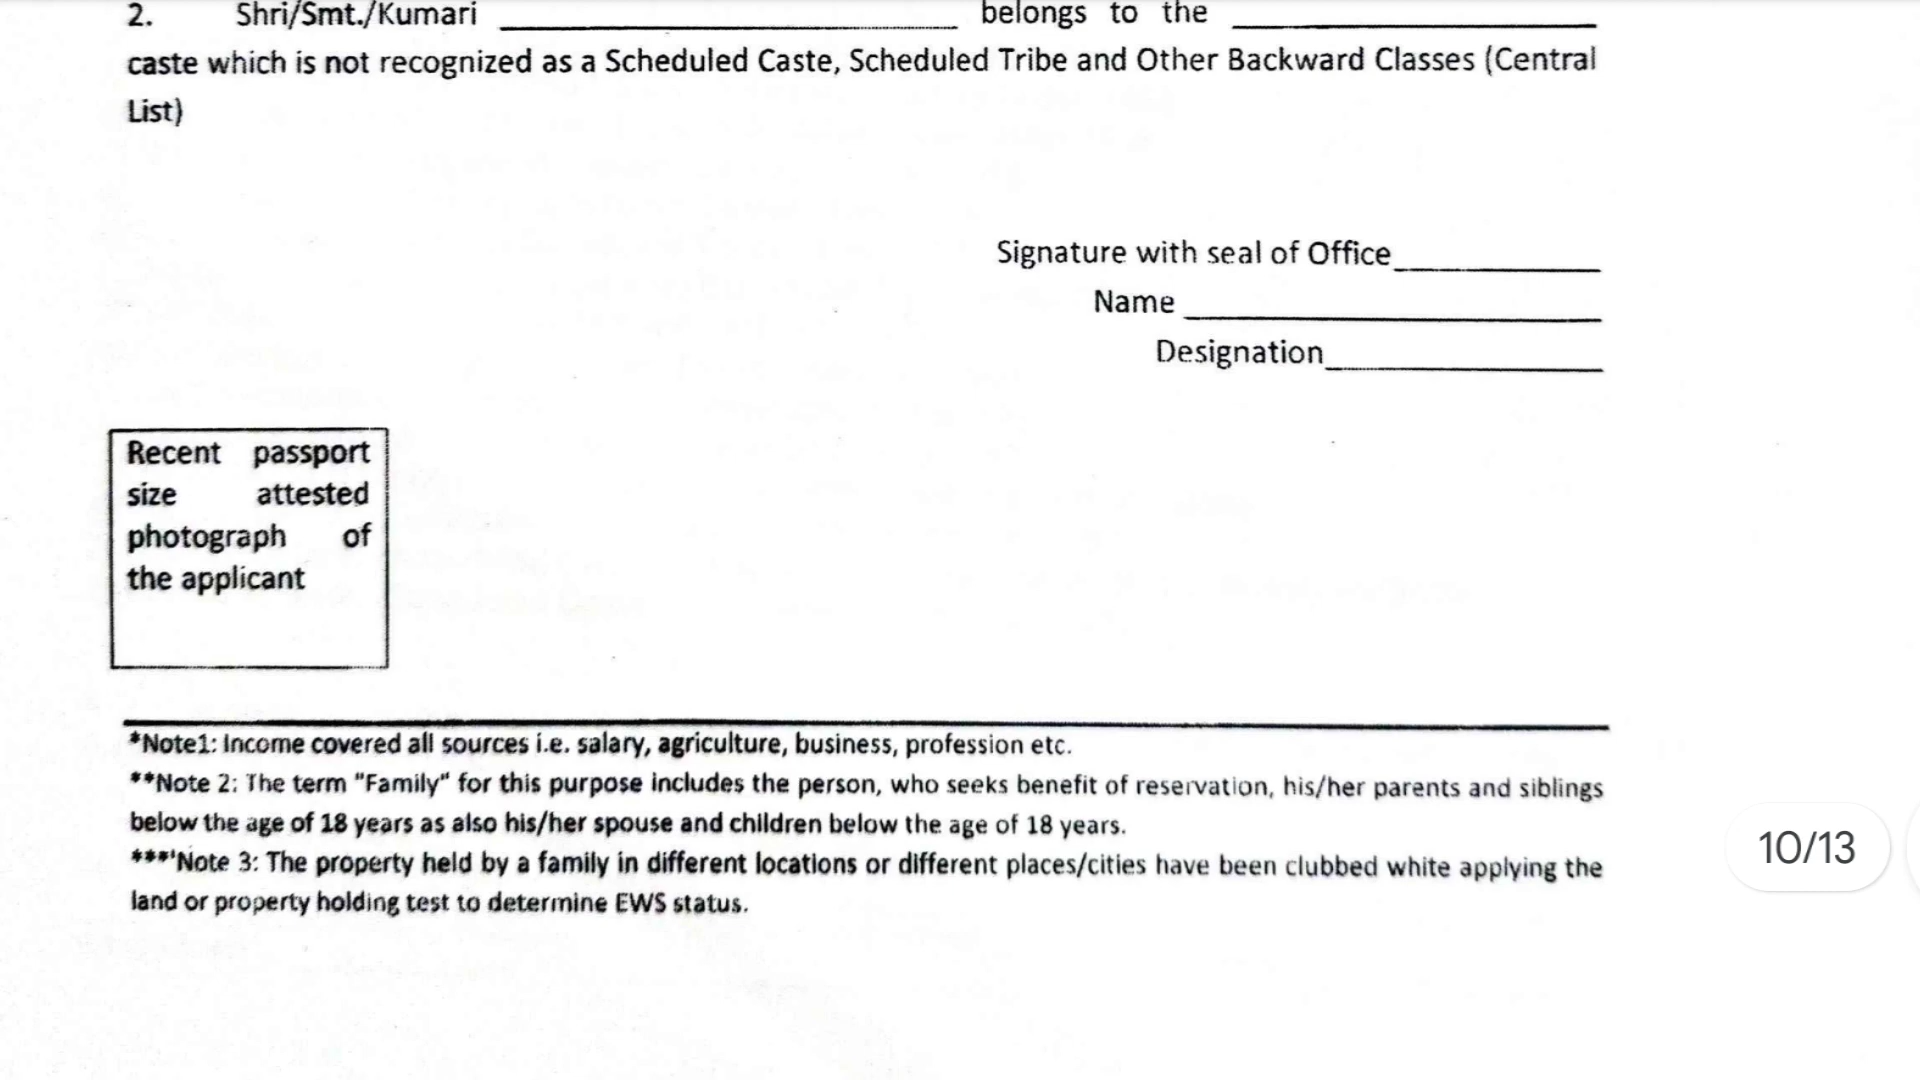 2. Shri/Smt./Kumari ____________ belongs to the ____________
caste which is not recognized as a Scheduled Caste, Scheduled Tribe and Other Backward Classes (Central
List)
Signature with seal of Office____________
Name ____________
Designation____________
Recent passport
size attested
photograph of
the applicant
*Note1: Income covered all sources i.e. salary, agriculture, business, profession etc.
**Note 2: The term "Family" for this purpose includes the person, who seeks benefit of reservation, his/her parents and siblings
below the age of 18 years as also his/her spouse and children below the age of 18 years.
***'Note 3: The property held by a family in different locations or different places/cities have been clubbed white applying the
land or property holding test to determine EWS status.
10/13